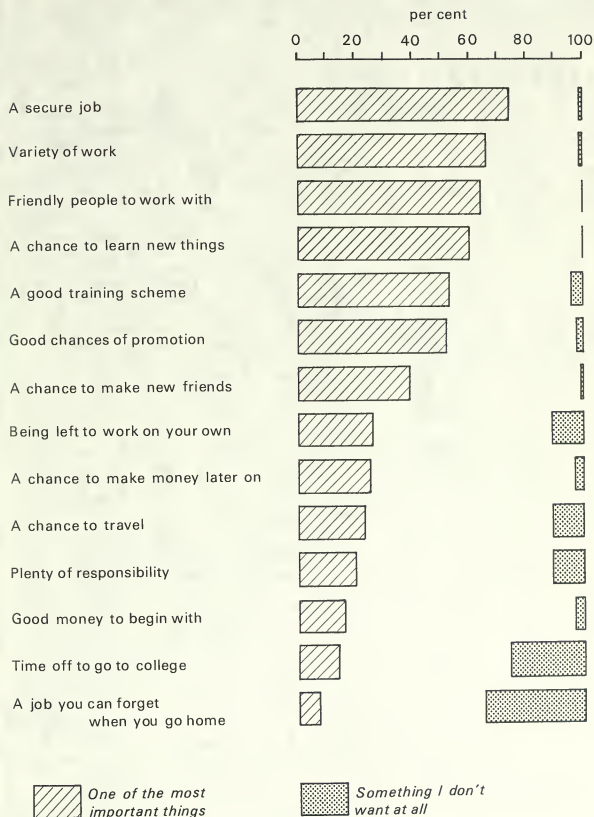 per cent
0 20 40 60 80 100
A secure job
Variety of work
Friendly people to work with
A chance to learn new things
A good training scheme
Good chances of promotion
A chance to make new friends
Being left to work on your own
A chance to make money later on
A chance to travel
Plenty of responsibility
Good money to begin with
Time off to go to college
A job you can forget
when you go home
One of the most
important things
Something I don't
want at all